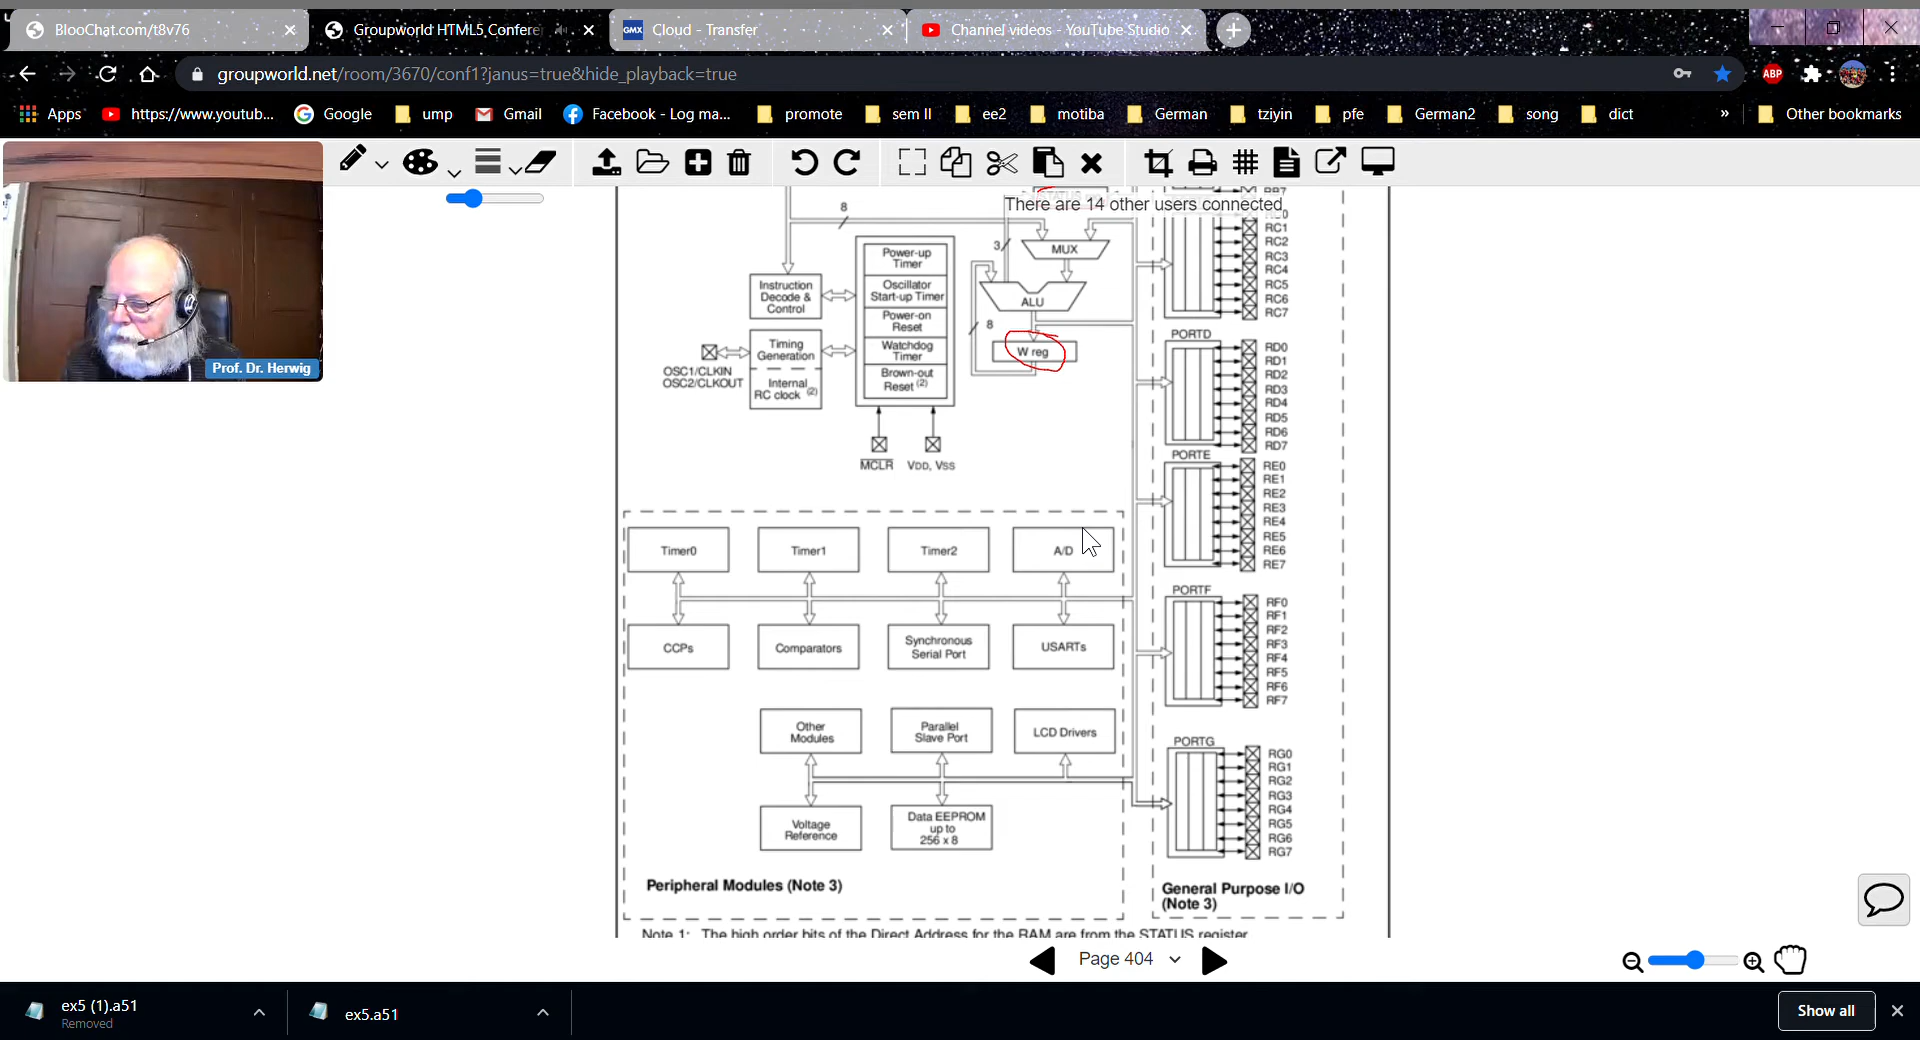 BlooChat.com/t8v76
Groupworld HTML5 Confere
GMX
Cloud - Transfer
Channel videos - YouTube Studio
groupworld.net/room/3670/conf1?janus=true&hide_playback=true
ABP
Apps
https://www.youtub...
Google
ump
Gmail
Facebook - Log ma...
promote
sem II
ee2
motiba
German
tziyin
pfe
German2
song
dict
»
Other bookmarks
Prof. Dr. Herwig
There are 14 other users connected
8
3
MUX
ALU
8
W reg
Power-up
Timer
Oscillator
Start-up Timer
Power-on
Reset
Watchdog
Timer
Brown-out
Reset (2)
Instruction
Decode &
Control
Timing
Generation
Internal
RC clock (2)
OSC1/CLKIN
OSC2/CLKOUT
MCLR
VDD, VSS
RC1
RC2
RC3
RC4
RC5
RC6
RC7
PORTD
RD0
RD1
RD2
RD3
RD4
RD5
RD6
RD7
PORTE
RE0
RE1
RE2
RE3
RE4
RE5
RE6
RE7
PORTF
RF0
RF1
RF2
RF3
RF4
RF5
RF6
RF7
PORTG
RG0
RG1
RG2
RG3
RG4
RG5
RG6
RG7
Timer0
Timer1
Timer2
A/D
CCPs
Comparators
Synchronous
Serial Port
USARTs
Other
Modules
Parallel
Slave Port
LCD Drivers
Voltage
Reference
Data EEPROM
up to
256 x 8
Peripheral Modules (Note 3)
General Purpose I/O
(Note 3)
Note 1: The high order bits of the Direct Address for the RAM are from the STATUS register
Page 404
ex5 (1).a51
Removed
ex5.a51
Show all